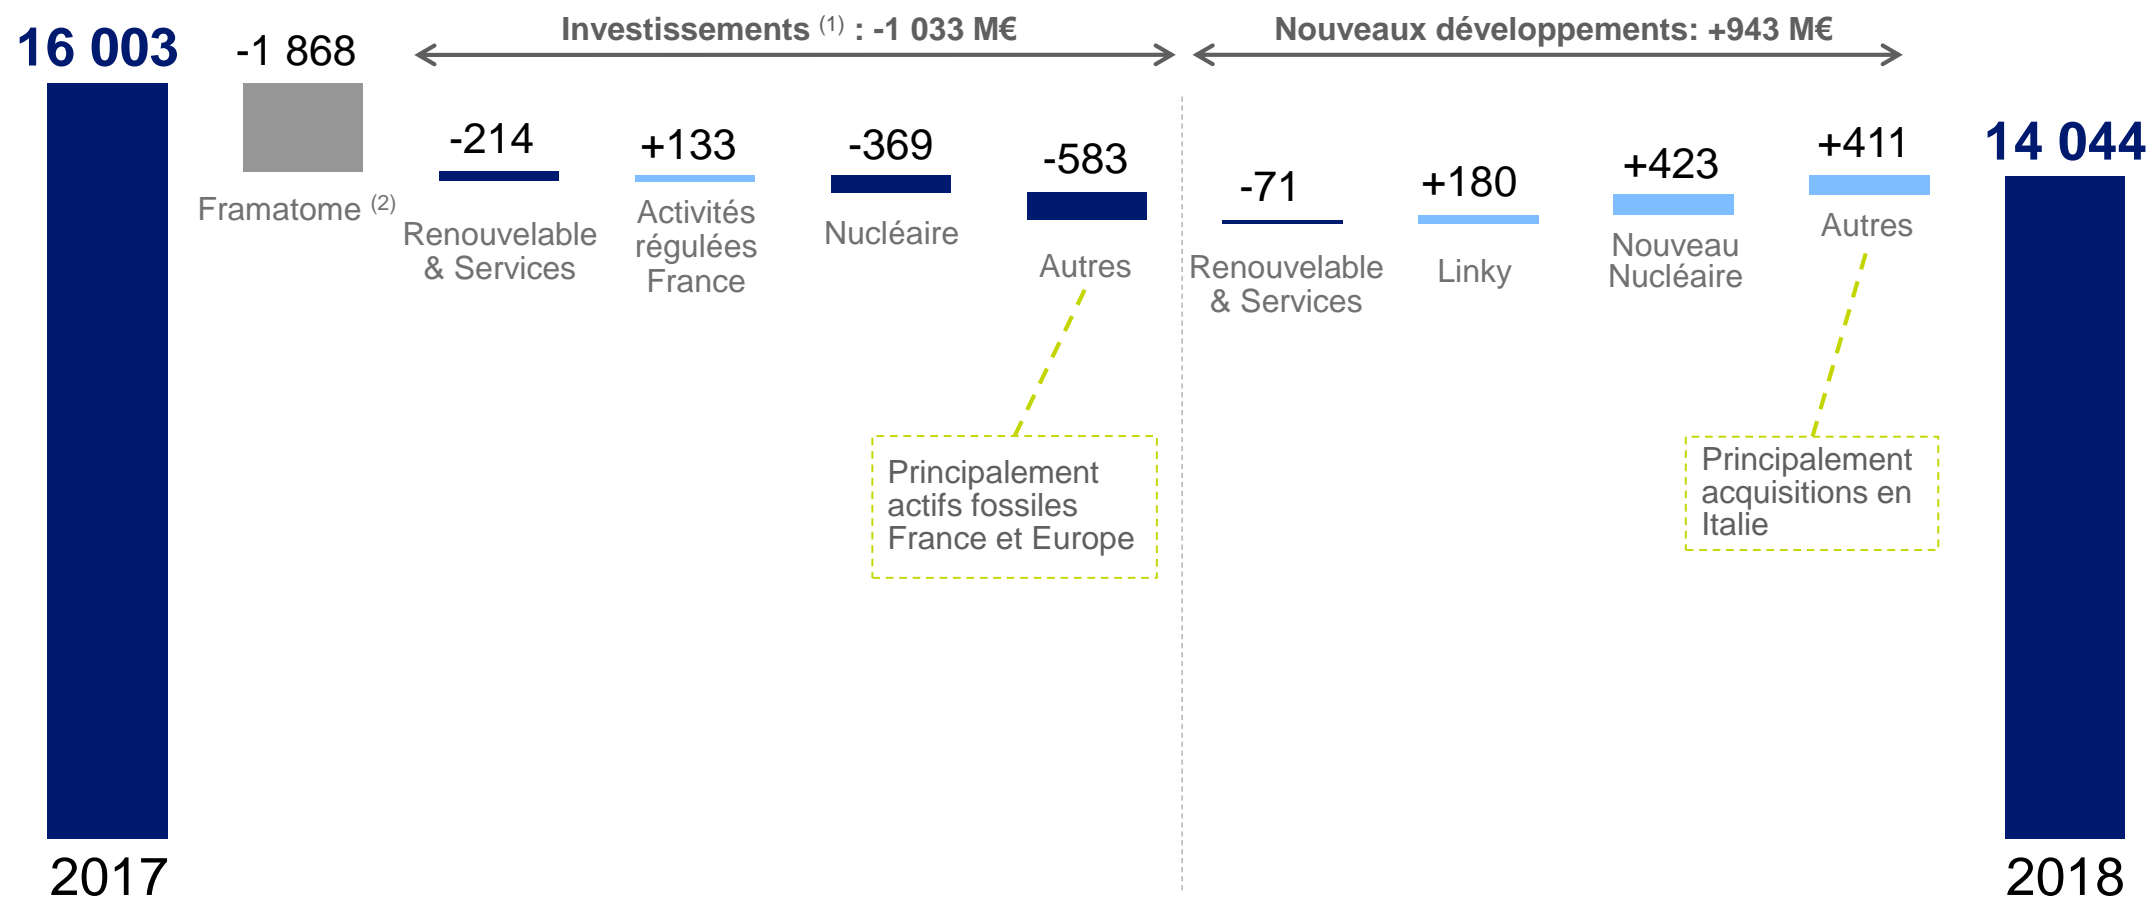 Investissements (1) : -1 033 M€
Nouveaux développements: +943 M€
16 003
-1 868
-214
+133
-369
-583
-71
+180
+423
+411
14 044
Framatome (2)
Renouvelable
& Services
Activités
régulées
France
Nucléaire
Autres
Renouvelable
& Services
Linky
Nouveau
Nucléaire
Autres
Principalement
actifs fossiles
France et Europe
Principalement
acquisitions en
Italie
2017
2018